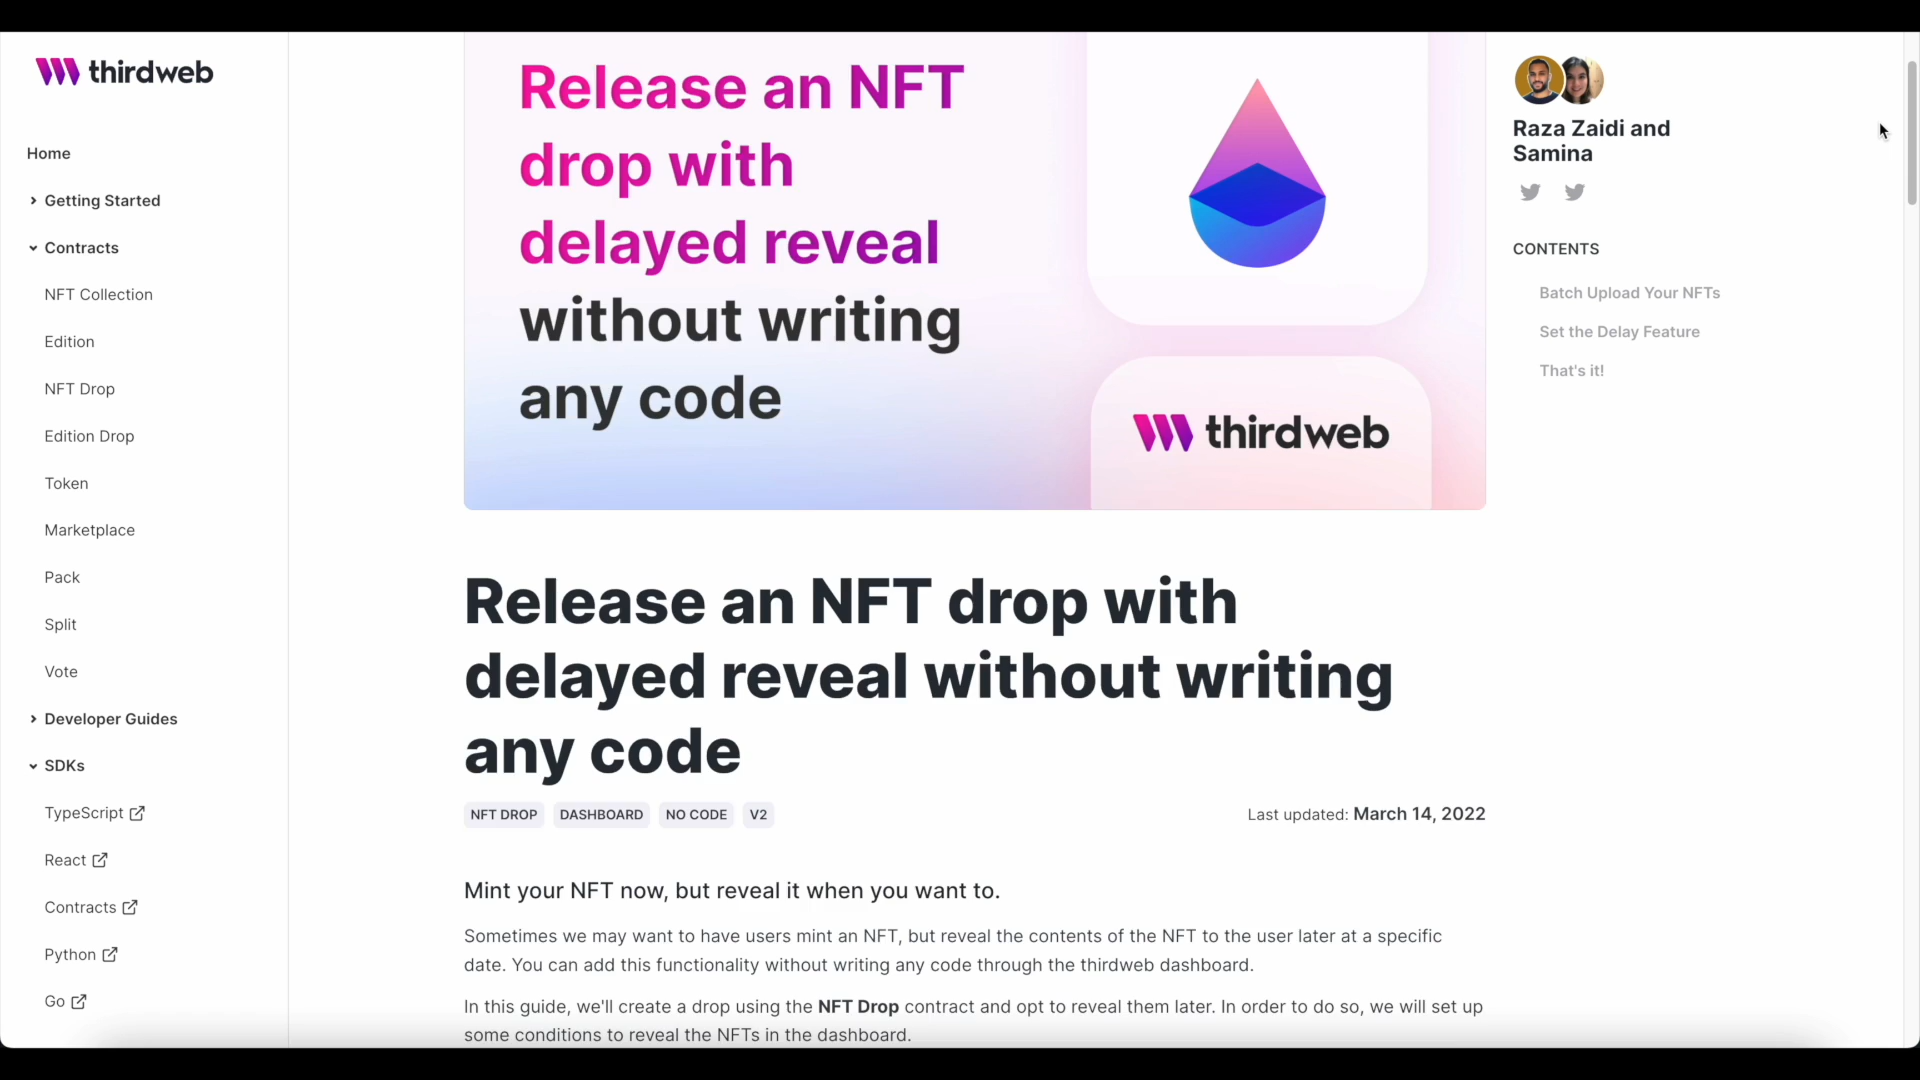 thirdweb
Home
Getting Started
Contracts
NFT Collection
Edition
NFT Drop
Edition Drop
Token
Marketplace
Pack
Split
Vote
Developer Guides
SDKs
TypeScript
React
Contracts
Python
Go
Release an NFT
drop with
delayed reveal
without writing
any code
thirdweb
Release an NFT drop with
delayed reveal without writing
any code
NFT DROP DASHBOARD NO CODE V2
Last updated: March 14, 2022
Mint your NFT now, but reveal it when you want to.
Sometimes we may want to have users mint an NFT, but reveal the contents of the NFT to the user later at a specific
date. You can add this functionality without writing any code through the thirdweb dashboard.
In this guide, we'll create a drop using the NFT Drop contract and opt to reveal them later. In order to do so, we will set up
some conditions to reveal the NFTs in the dashboard.
Raza Zaidi and
Samina
CONTENTS
Batch Upload Your NFTs
Set the Delay Feature
That's it!